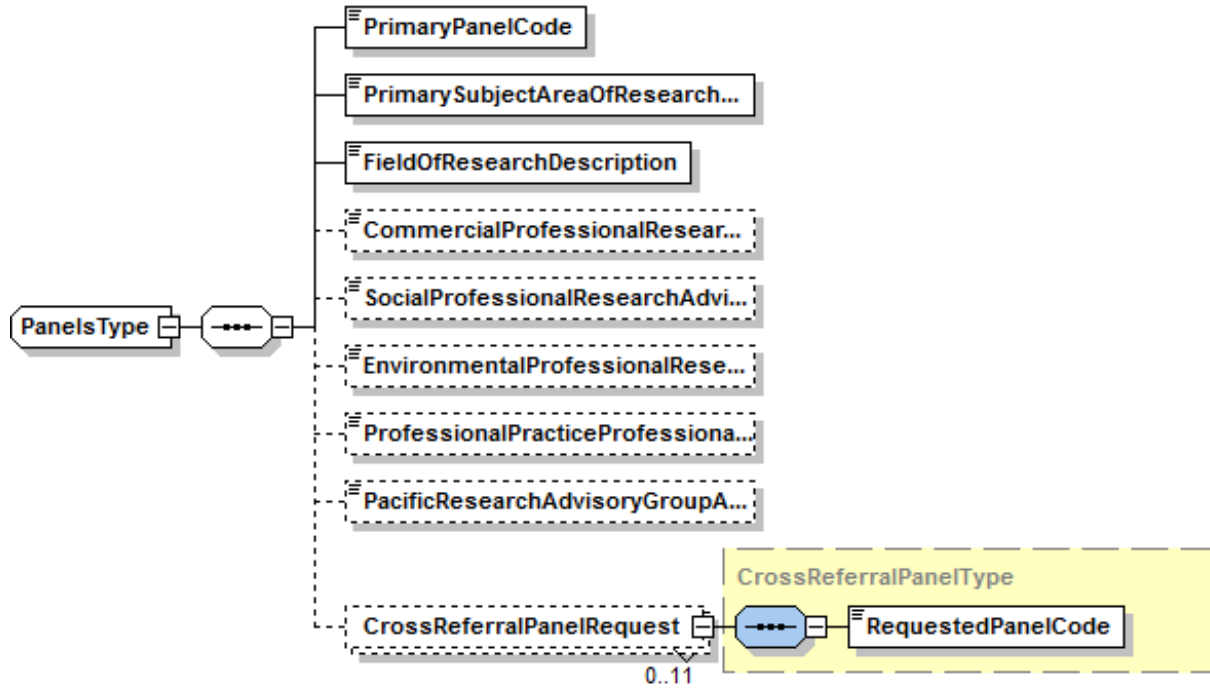 PrimaryPanelCode
PrimarySubjectAreaOfResearch...
FieldOfResearchDescription
CommercialProfessionalResear...
SocialProfessionalResearchAdvi...
PanelsType
EnvironmentalProfessionalRese...
ProfessionalPracticeProfessiona...
PacificResearchAdvisoryGroupA...
CrossReferralPanelType
CrossReferralPanelRequest
RequestedPanelCode
0..11